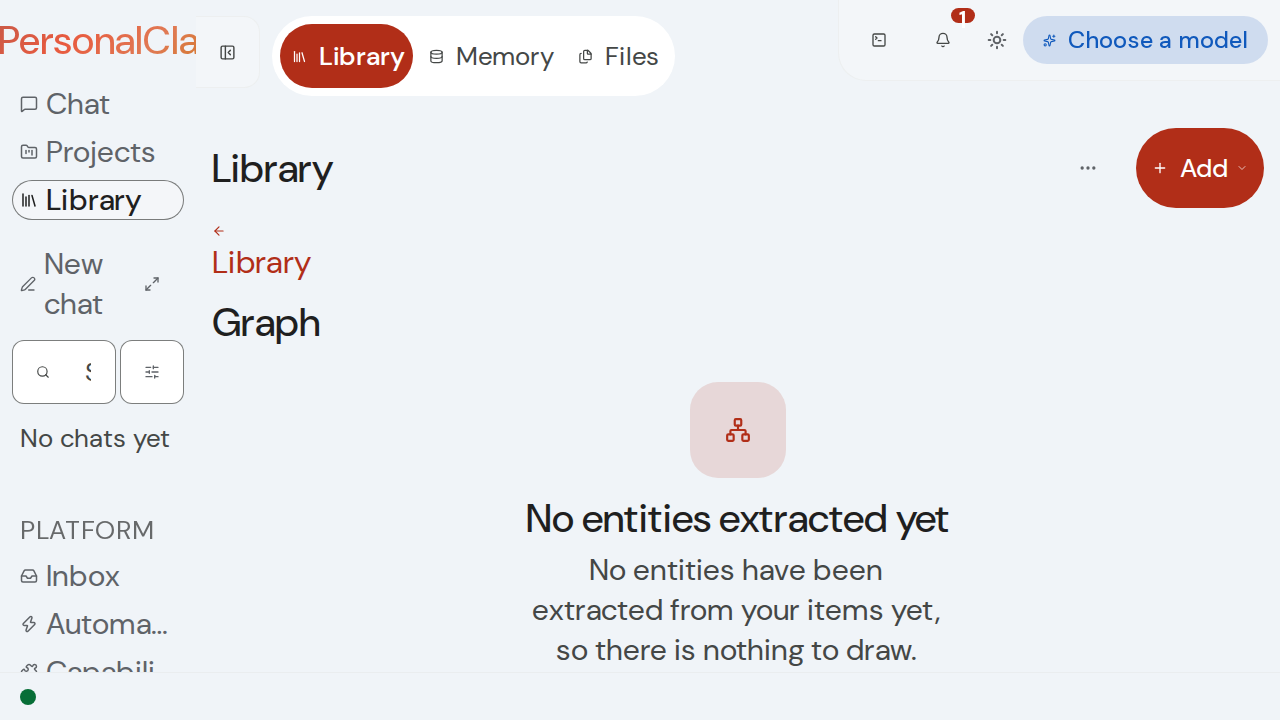 PersonalCla
Chat
Projects
Library
New
chat
No chats yet
PLATFORM
Inbox
Automa...
Capabili
Library
Memory
Files
1
Choose a model
Library
Add
Library
Graph
No entities extracted yet
No entities have been
extracted from your items yet,
so there is nothing to draw.